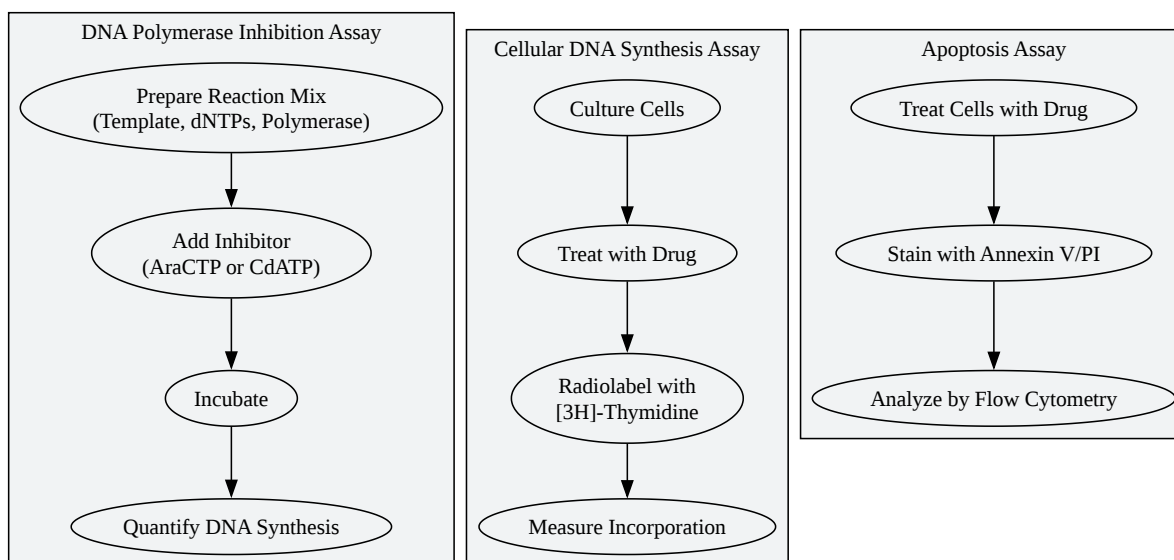 DNA Polymerase Inhibition Assay
Prepare Reaction Mix
(Template, dNTPs, Polymerase)
Add Inhibitor
(AraCTP or CdATP)
Incubate
Quantify DNA Synthesis
Cellular DNA Synthesis Assay
Culture Cells
Treat with Drug
Radiolabel with
[3H]-Thymidine
Measure Incorporation
Apoptosis Assay
Treat Cells with Drug
Stain with Annexin V/PI
Analyze by Flow Cytometry